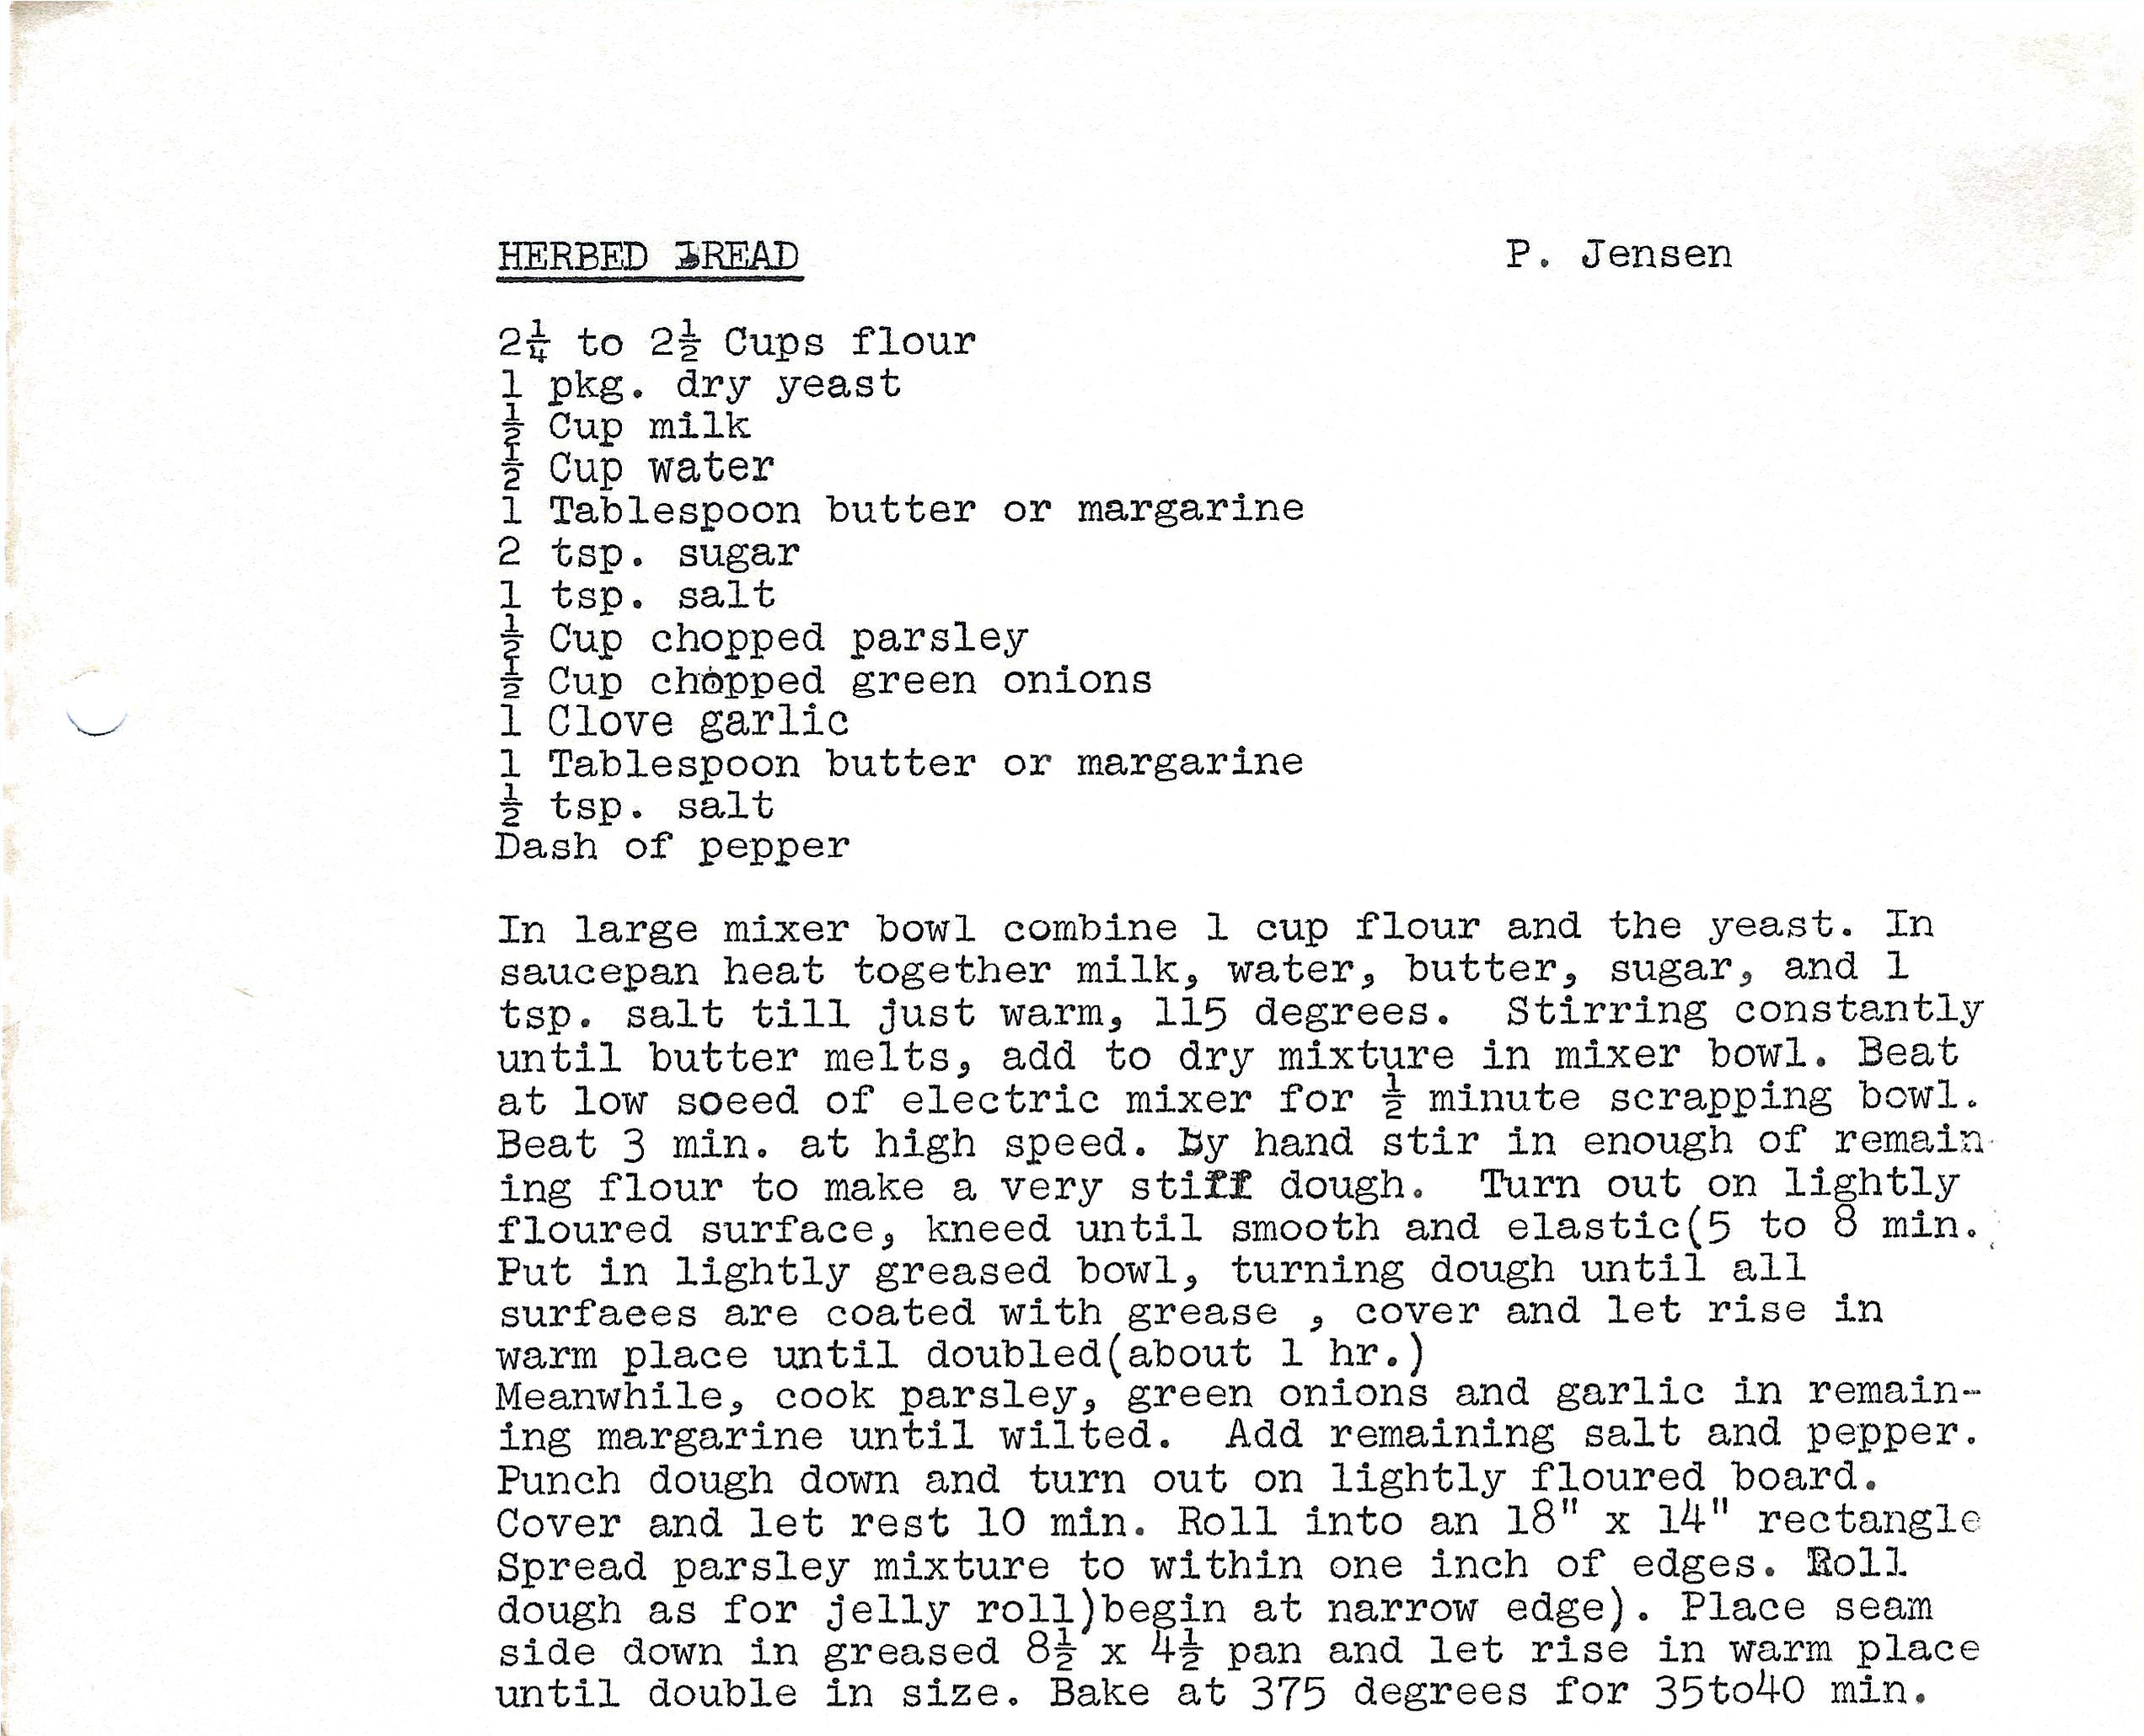 HERBED BREAD P. Jensen
2¼ to 2½ Cups flour
1 pkg. dry yeast
½ Cup milk
½ Cup water
1 Tablespoon butter or margarine
2 tsp. sugar
1 tsp. salt
½ Cup chopped parsley
½ Cup chopped green onions
1 Clove garlic
1 Tablespoon butter or margarine
½ tsp. salt
Dash of pepper
In large mixer bowl combine 1 cup flour and the yeast. In
saucepan heat together milk, water, butter, sugar, and 1
tsp. salt till just warm, 115 degrees. Stirring constantly
until butter melts, add to dry mixture in mixer bowl. Beat
at low soeed of electric mixer for ½ minute scrapping bowl.
Beat 3 min. at high speed. By hand stir in enough of remain-
ing flour to make a very stiff dough. Turn out on lightly
floured surface, kneed until smooth and elastic(5 to 8 min.
Put in lightly greased bowl, turning dough until all
surfaees are coated with grease , cover and let rise in
warm place until doubled(about 1 hr.)
Meanwhile, cook parsley, green onions and garlic in remain-
ing margarine until wilted. Add remaining salt and pepper.
Punch dough down and turn out on lightly floured board.
Cover and let rest 10 min. Roll into an 18" x 14" rectangle
Spread parsley mixture to within one inch of edges. Roll
dough as for jelly roll)begin at narrow edge). Place seam
side down in greased 8½ x 4½ pan and let rise in warm place
until double in size. Bake at 375 degrees for 35to40 min.